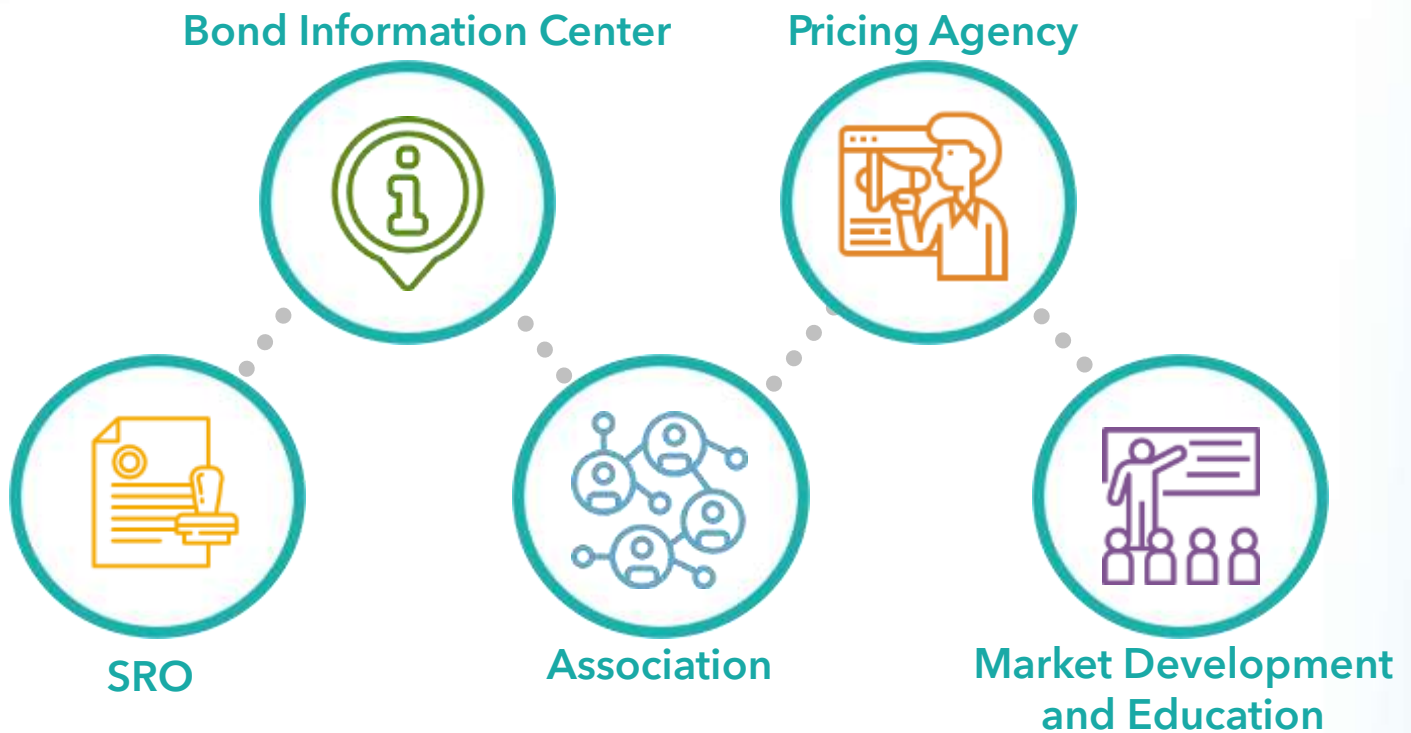 Bond Information Center
Pricing Agency
SRO
Association
Market Development
and Education